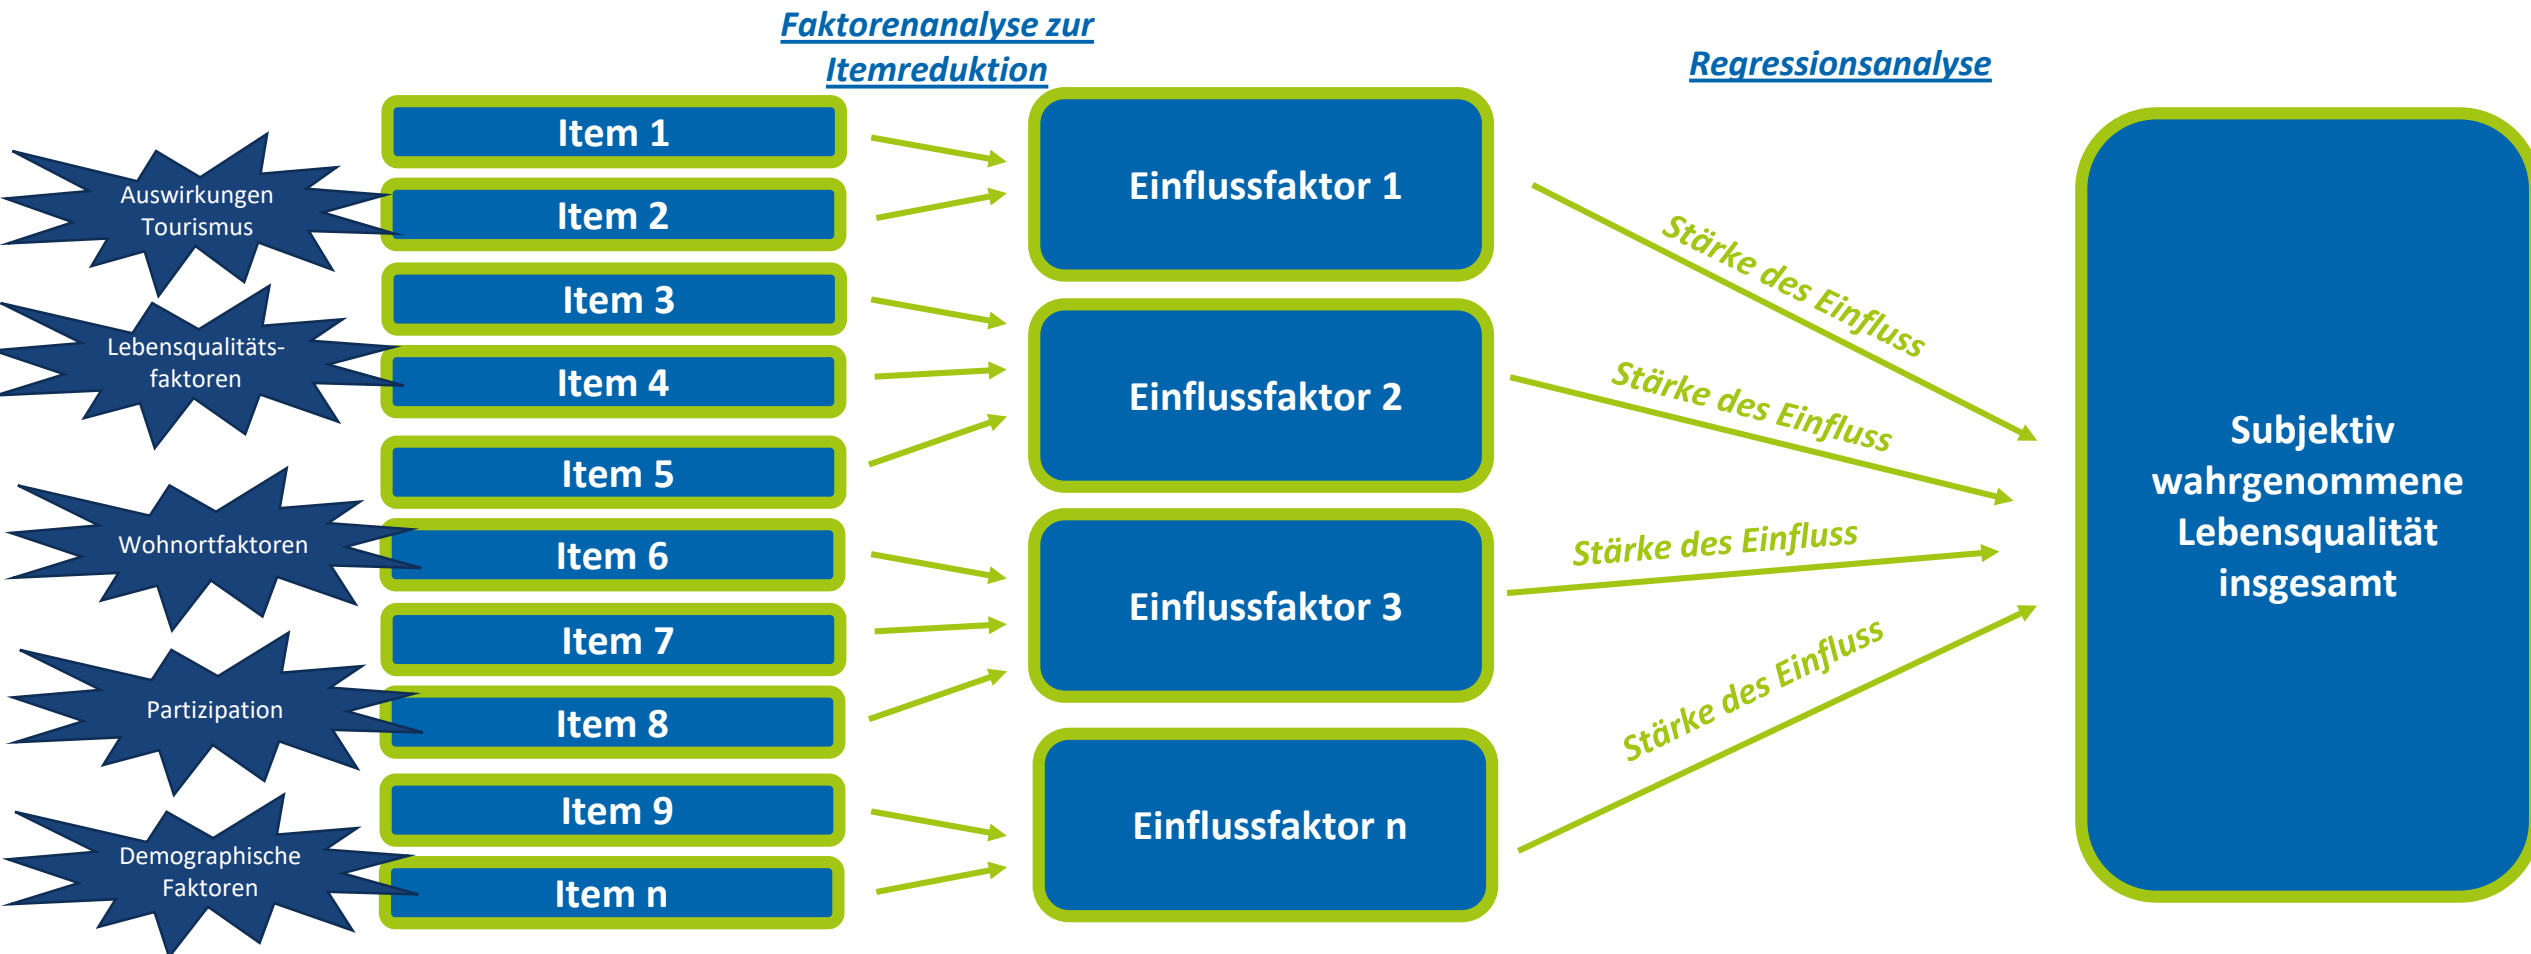 Faktorenanalyse zur
Itemreduktion
Regressionsanalyse
Auswirkungen
Tourismus
Lebensqualitäts-
faktoren
Wohnortfaktoren
Partizipation
Demographische
Faktoren
Item 1
Item 2
Item 3
Item 4
Item 5
Item 6
Item 7
Item 8
Item 9
Item n
Einflussfaktor 1
Einflussfaktor 2
Einflussfaktor 3
Einflussfaktor n
Stärke des Einfluss
Stärke des Einfluss
Stärke des Einfluss
Stärke des Einfluss
Subjektiv
wahrgenommene
Lebensqualität
insgesamt